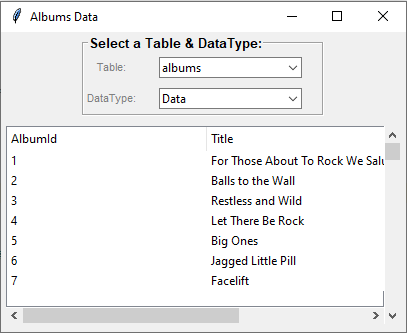 Albums Data
Select a Table & DataType:
Table: albums
DataType: Data
AlbumId Title
1 For Those About To Rock We Salu
2 Balls to the Wall
3 Restless and Wild
4 Let There Be Rock
5 Big Ones
6 Jagged Little Pill
7 Facelift